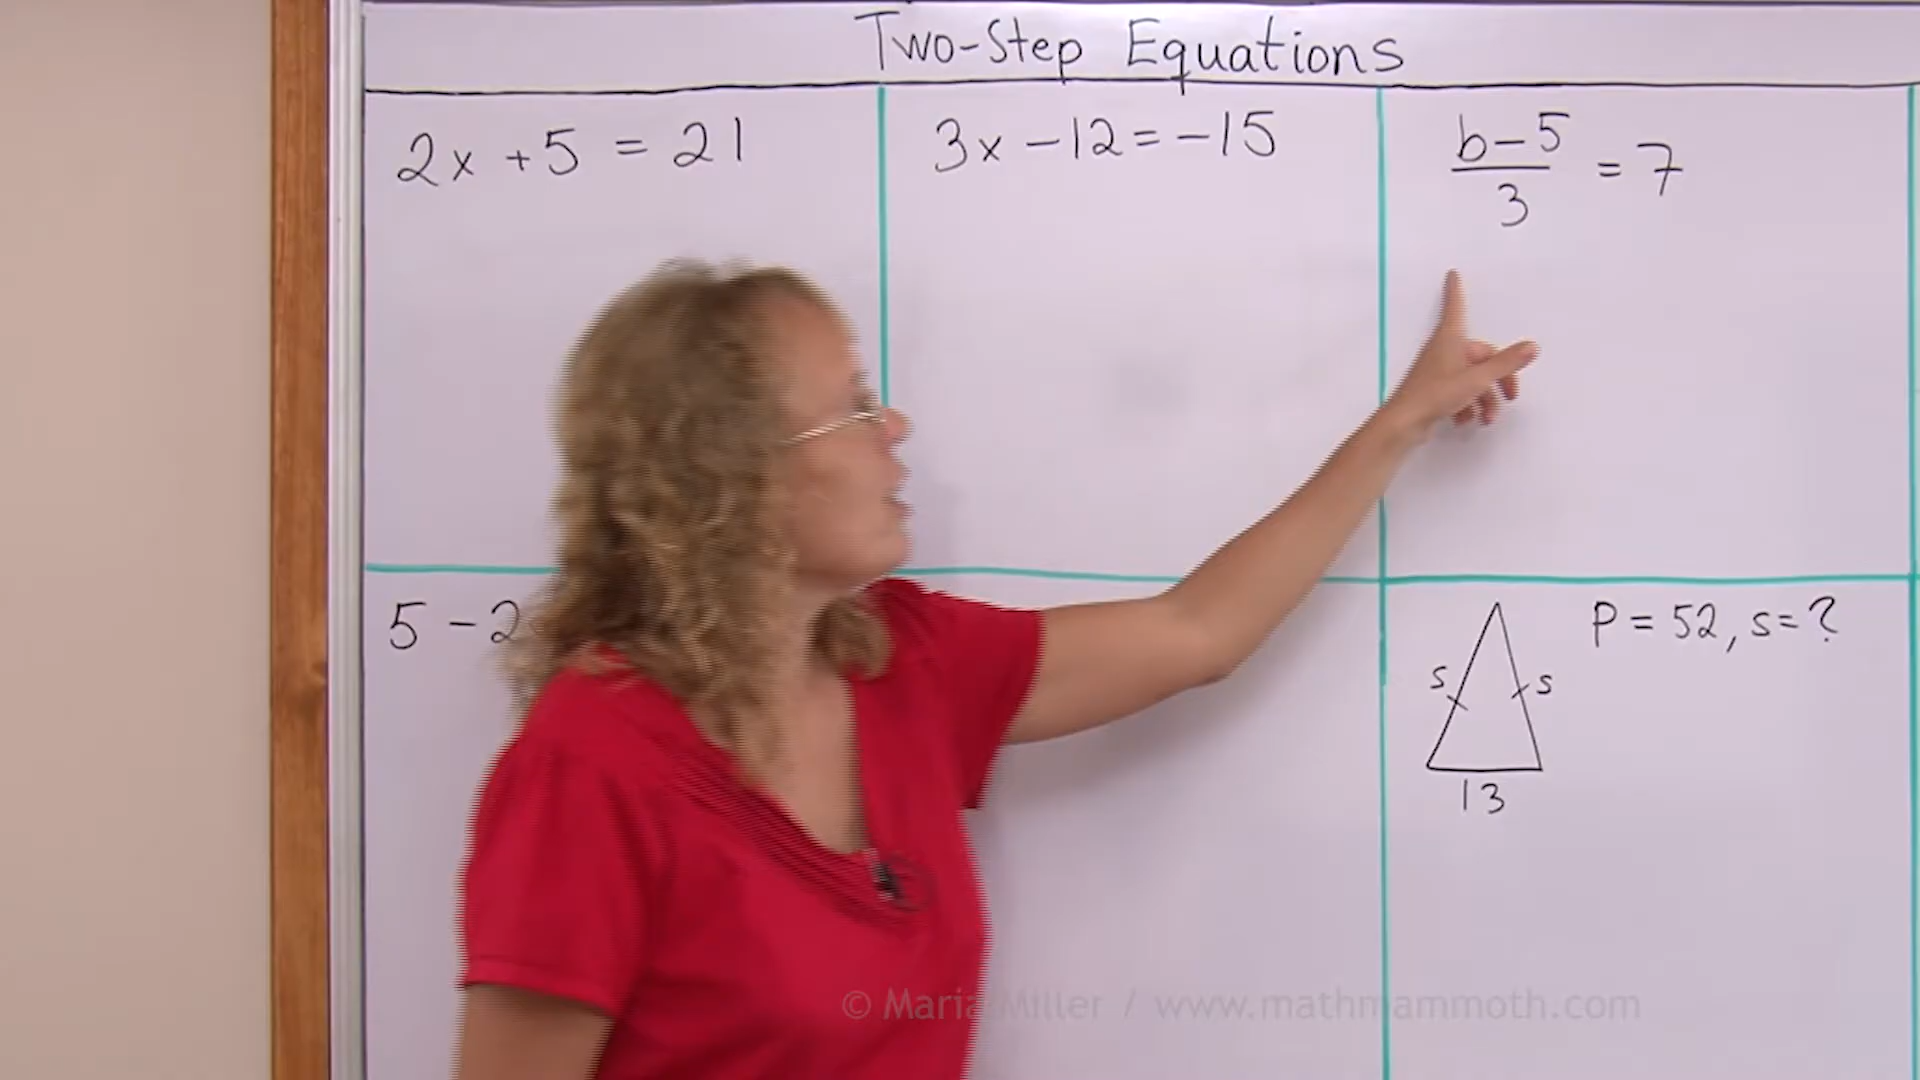 Two-Step Equations
2x + 5 = 21
3x - 12 = -15
b - 5
3
= 7
5 - 2
P = 52, s = ?
s
s
13
© Maria Miller / www.mathmammoth.com